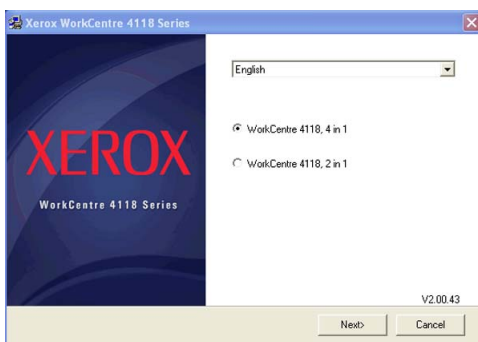 Xerox WorkCentre 4118 Series
English
WorkCentre 4118, 4 in 1
WorkCentre 4118, 2 in 1
XEROX
WorkCentre 4118 Series
V2.00.43
Next>
Cancel